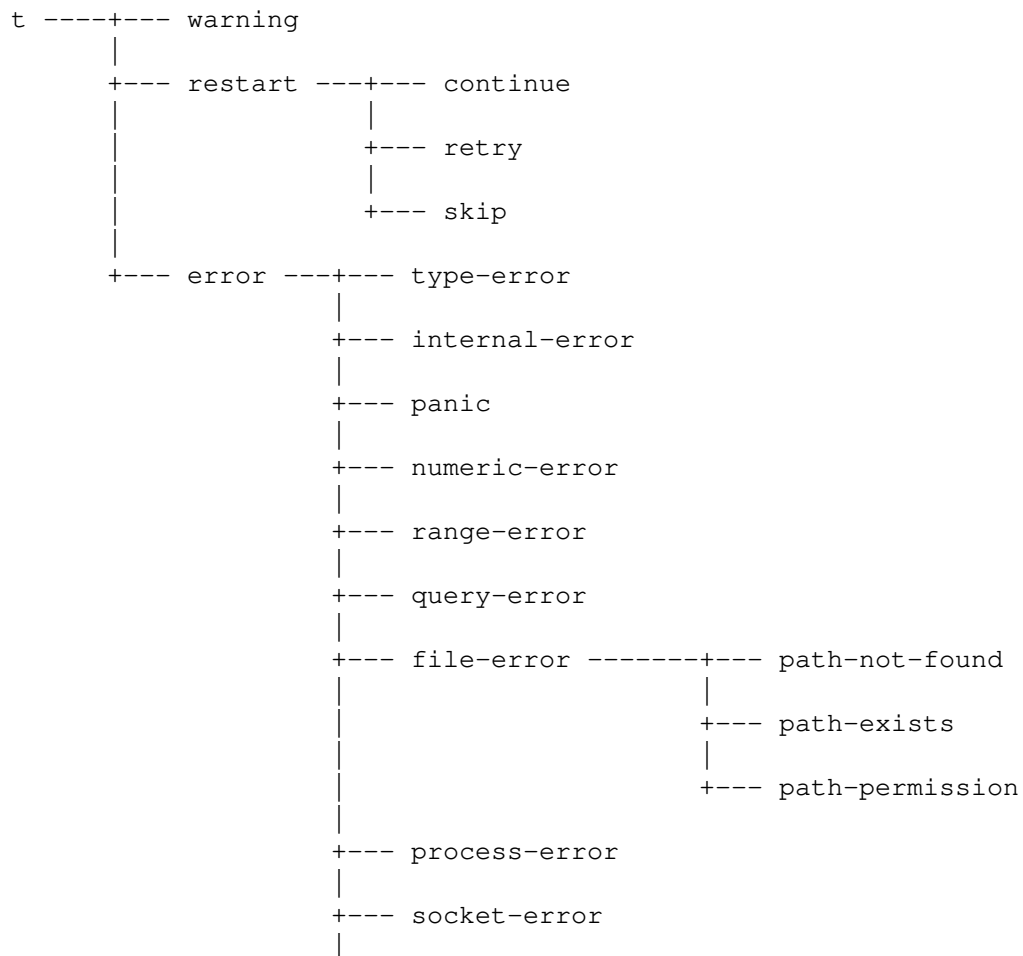 t ----+--- warning
      |
      +--- restart ---+--- continue
      |               |
      |               +--- retry
      |               |
      |               +--- skip
      |
      +--- error ---+--- type-error
                    |
                    +--- internal-error
                    |
                    +--- panic
                    |
                    +--- numeric-error
                    |
                    +--- range-error
                    |
                    +--- query-error
                    |
                    +--- file-error -------+--- path-not-found
                    |                      |
                    |                      +--- path-exists
                    |                      |
                    |                      +--- path-permission
                    |
                    +--- process-error
                    |
                    +--- socket-error
                    |